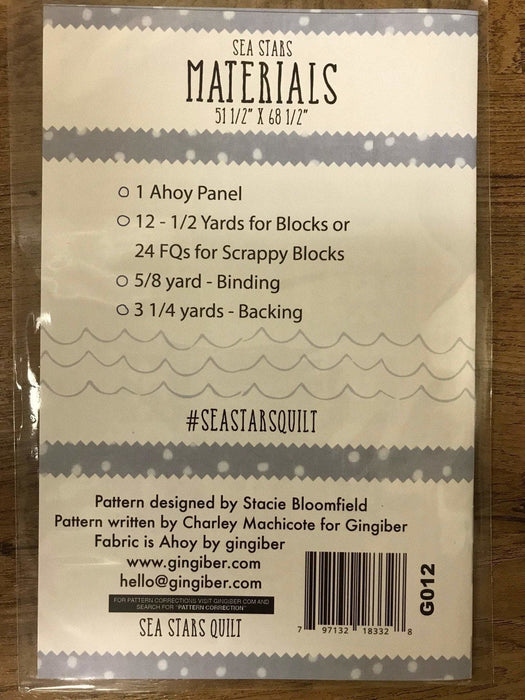 SEA STARS
MATERIALS
51 1/2" X 68 1/2"
1 Ahoy Panel
12 - 1/2 Yards for Blocks or
24 FQs for Scrappy Blocks
5/8 yard - Binding
3 1/4 yards - Backing
#SEASTARSQUILT
Pattern designed by Stacie Bloomfield
Pattern written by Charley Machicote for Gingiber
Fabric is Ahoy by gingiber
www.gingiber.com
hello@gingiber.com
FOR PATTERN CORRECTIONS VISIT GINGIBER.COM AND
SEARCH FOR "PATTERN CORRECTION"
SEA STARS QUILT
7 97132 18332 8
G012